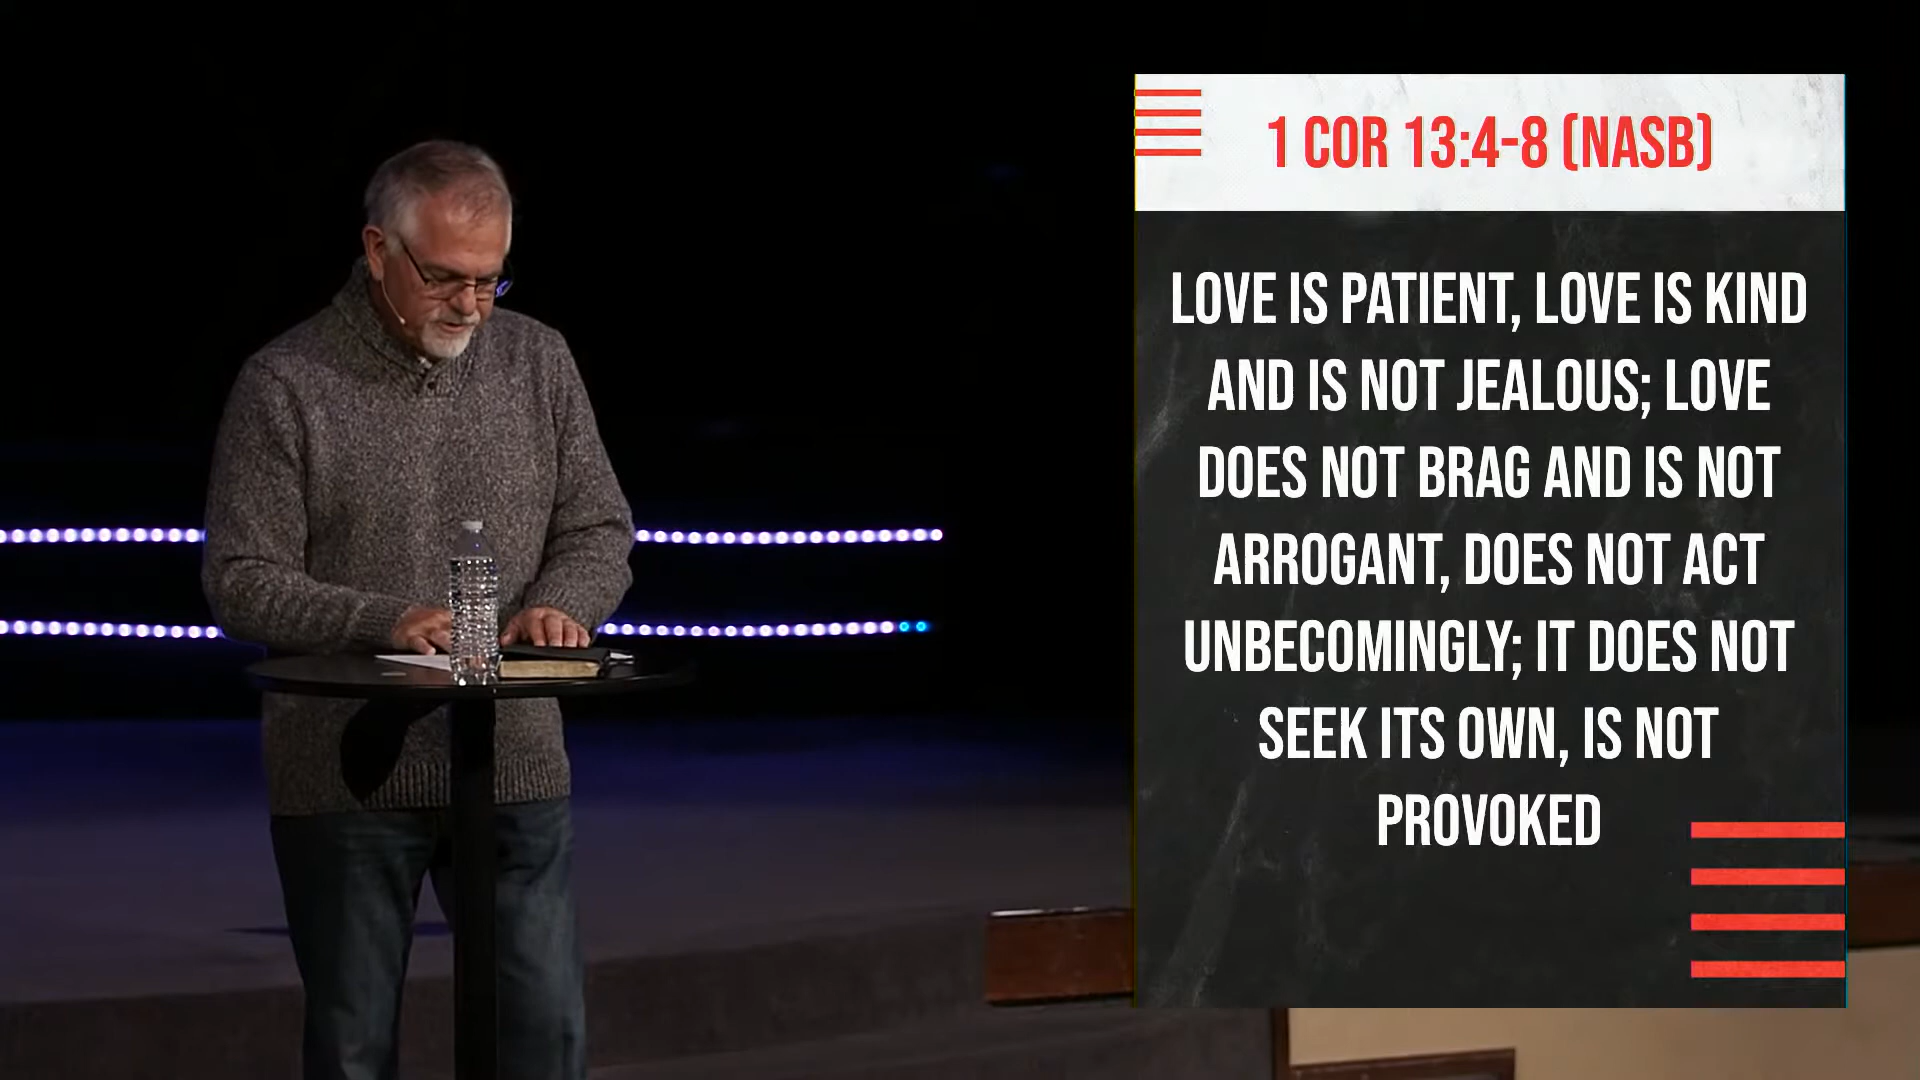 1 COR 13:4-8 (NASB)
LOVE IS PATIENT, LOVE IS KIND
AND IS NOT JEALOUS; LOVE
DOES NOT BRAG AND IS NOT
ARROGANT, DOES NOT ACT
UNBECOMINGLY; IT DOES NOT
SEEK ITS OWN, IS NOT
PROVOKED